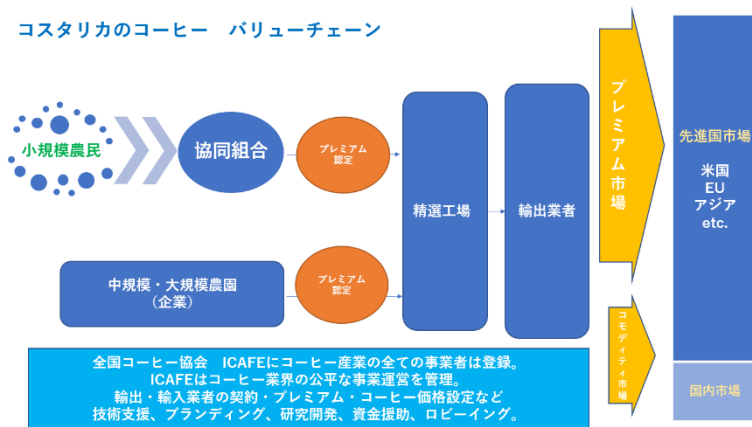 コスタリカのコーヒー　バリューチェーン
小規模農民
協同組合
プレミアム
認定
中規模・大規模農園
（企業）
プレミアム
認定
精選工場
輸出業者
プレミアム市場
コモディティ市場
先進国市場
米国
EU
アジア
etc.
国内市場
全国コーヒー協会　ICAFEにコーヒー産業の全ての事業者は登録。
ICAFEはコーヒー業界の公平な事業運営を管理。
輸出・輸入業者の契約・プレミアム・コーヒー価格設定など
技術支援、ブランディング、研究開発、資金援助、ロビーイング。